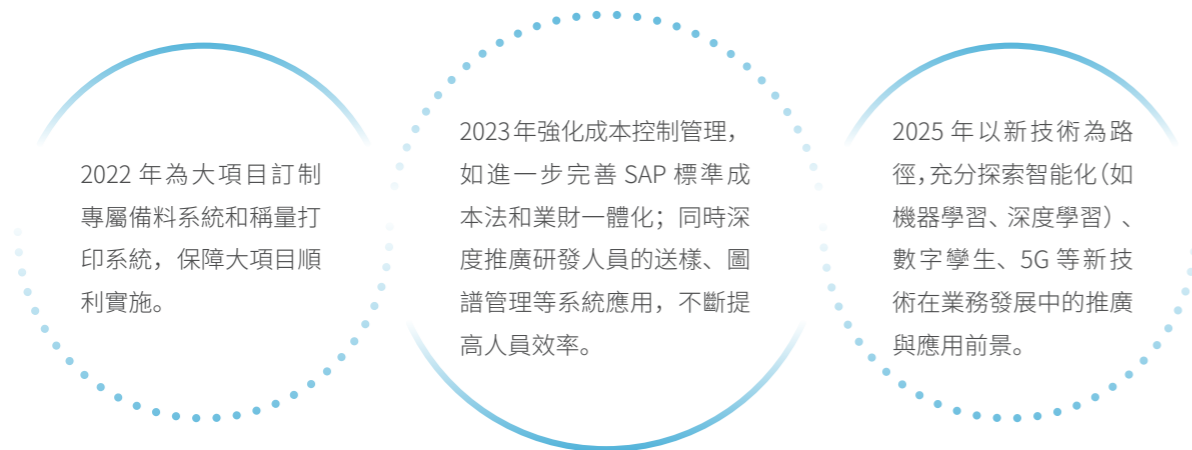 2022 年為大項目訂制
專屬備料系統和稱量打
印系統，保障大項目順
利實施。
2023年強化成本控制管理，
如進一步完善 SAP 標準成
本法和業財一體化；同時深
度推廣研發人員的送樣、圖
譜管理等系統應用，不斷提
高人員效率。
2025 年以新技術為路
徑，充分探索智能化（如
機器學習、深度學習）、
數字孿生、5G 等新技
術在業務發展中的推廣
與應用前景。